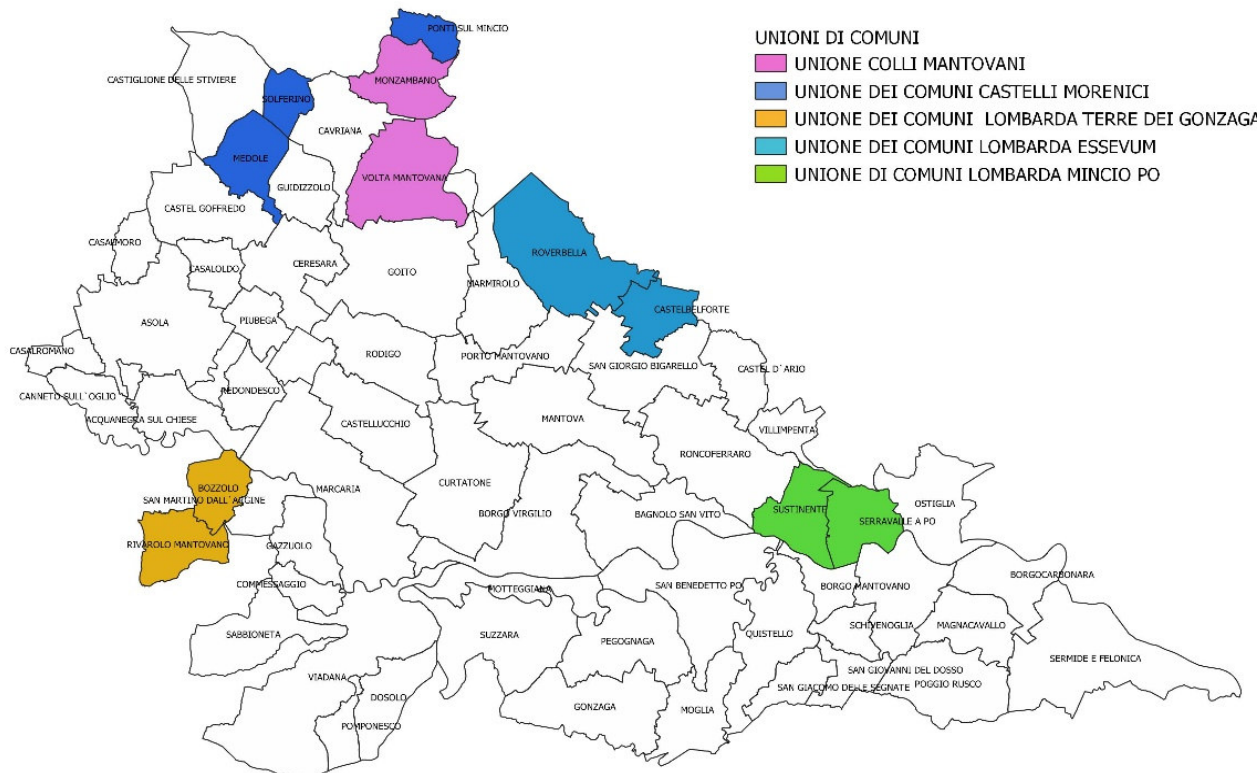 UNIONI DI COMUNI
UNIONE COLLI MANTOVANI
UNIONE DEI COMUNI CASTELLI MORENICI
UNIONE DEI COMUNI LOMBARDA TERRE DEI GONZAGA
UNIONE DEI COMUNI LOMBARDA ESSEVUM
UNIONE DI COMUNI LOMBARDA MINCIO PO
PONTI SUL MINCIO
CASTIGLIONE DELLE STIVIERE
MONZAMBANO
SOLFERINO
CAVRIANA
MEDOLE
VOLTA MANTOVANA
GUIDIZZOLO
CASTEL GOFFREDO
CASALMORO
ROVERBELLA
CERESARA
CASALOLDO
GOITO
MARMIROLO
CASTELBELFORTE
ASOLA
PIUBEGA
CASALROMANO
RODIGO
PORTO MANTOVANO
SAN GIORGIO BIGARELLO
CASTEL D`ARIO
REDONDESCO
CANNETO SULL`OGLIO
ACQUANEGRA SUL CHIESE
CASTELLUCCHIO
MANTOVA
VILLIMPENTA
RONCOFERRARO
BOZZOLO
MARCARIA
CURTATONE
SAN MARTINO DALL`ARGINE
OSTIGLIA
SUSTINENTE
BORGO VIRGILIO
BAGNOLO SAN VITO
SERRAVALLE A PO
RIVAROLO MANTOVANO
GAZZUOLO
BORGOCARBONARA
COMMESSAGGIO
MOTTEGGIANA
SAN BENEDETTO PO
BORGO MANTOVANO
SABBIONETA
SUZZARA
PEGOGNAGA
QUISTELLO
SCHIVENOGLIA
MAGNACAVALLO
SERMIDE E FELONICA
VIADANA
SAN GIOVANNI DEL DOSSO
DOSOLO
SAN GIACOMO DELLE SEGNATE
POGGIO RUSCO
GONZAGA
MOGLIA
POMPONESCO